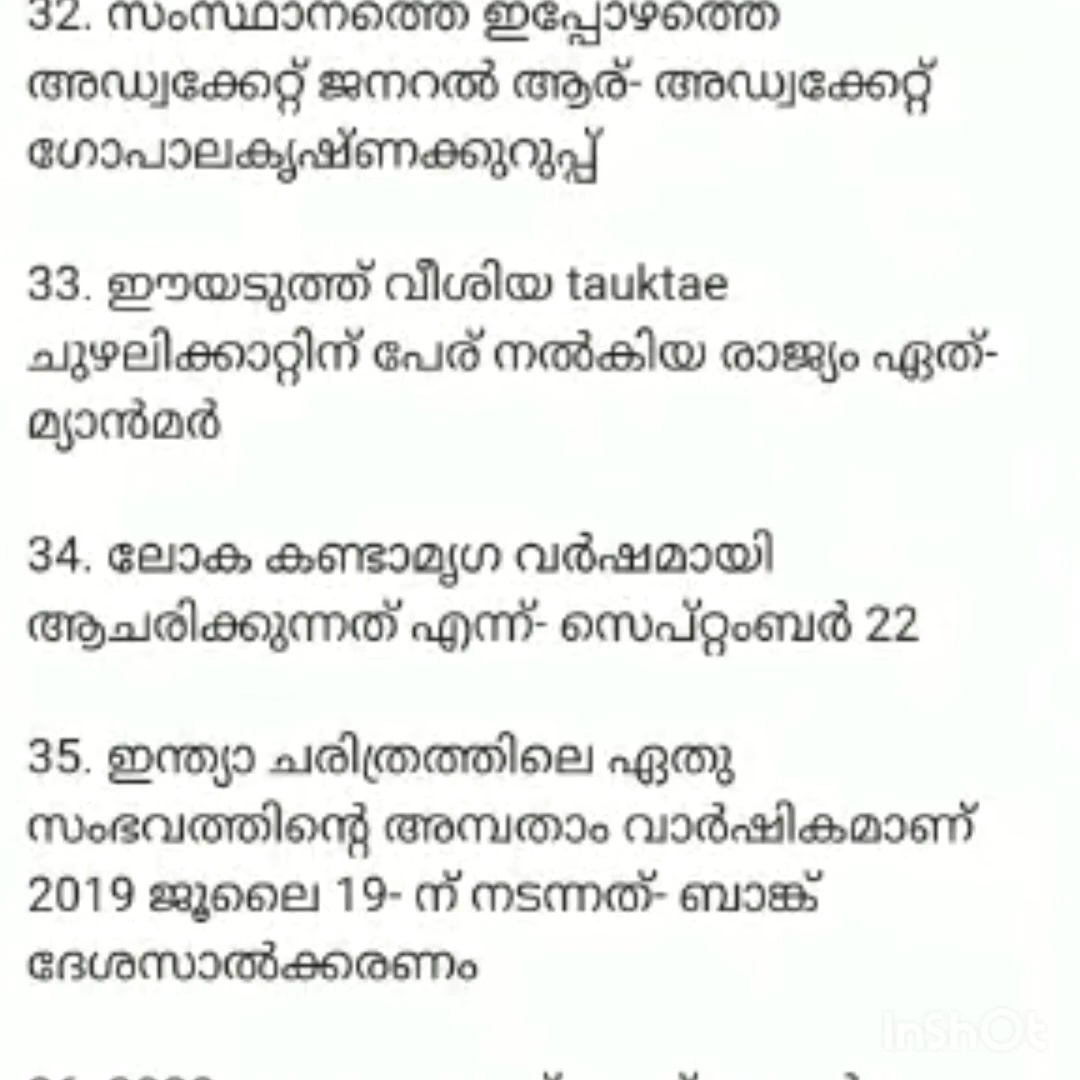 32. സംസ്ഥാനത്തെ ഇപ്പോഴത്തെ
അഡ്വക്കേറ്റ് ജനറൽ ആര്- അഡ്വക്കേറ്റ്
ഗോപാലകൃഷ്ണക്കുറുപ്പ്
33. ഈയടുത്ത് വീശിയ tauktae
ചുഴലിക്കാറ്റിന് പേര് നൽകിയ രാജ്യം ഏത്-
മ്യാൻമർ
34. ലോക കണ്ടാമൃഗ വർഷമായി
ആചരിക്കുന്നത് എന്ന്- സെപ്റ്റംബർ 22
35. ഇന്ത്യാ ചരിത്രത്തിലെ ഏതു
സംഭവത്തിന്റെ അമ്പതാം വാർഷികമാണ്
2019 ജൂലൈ 19- ന് നടന്നത്- ബാങ്ക്
ദേശസാൽക്കരണം
InShOt